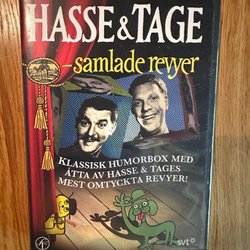 HASSE & TAGE
– samlade revyer
KLASSISK HUMORBOX MED
ÅTTA AV HASSE & TAGES
MEST OMTYCKTA REVYER!
svt